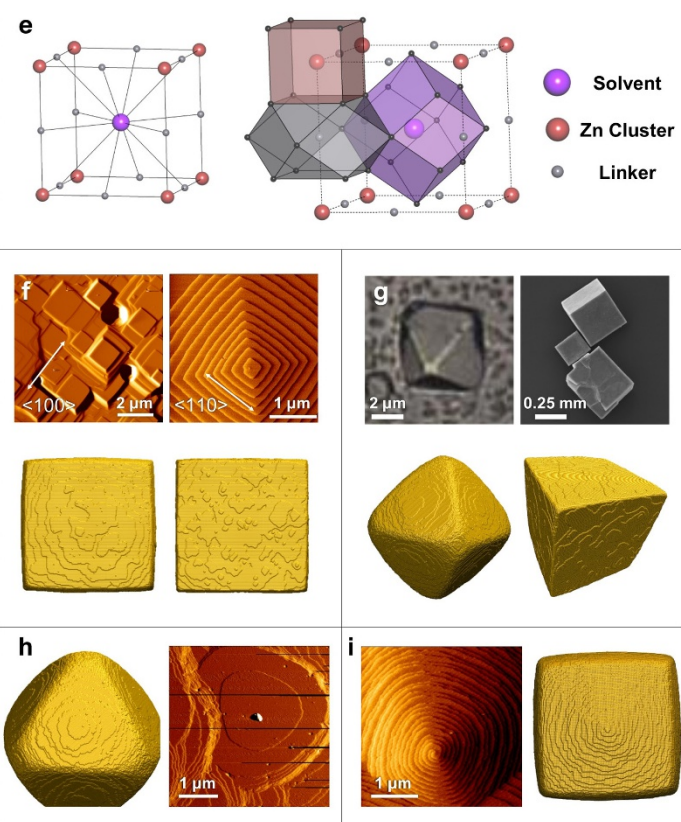 e
Solvent
Zn Cluster
Linker
f
<100>
2 μm
<110>
1 μm
g
2 μm
0.25 mm
h
1 μm
i
1 μm